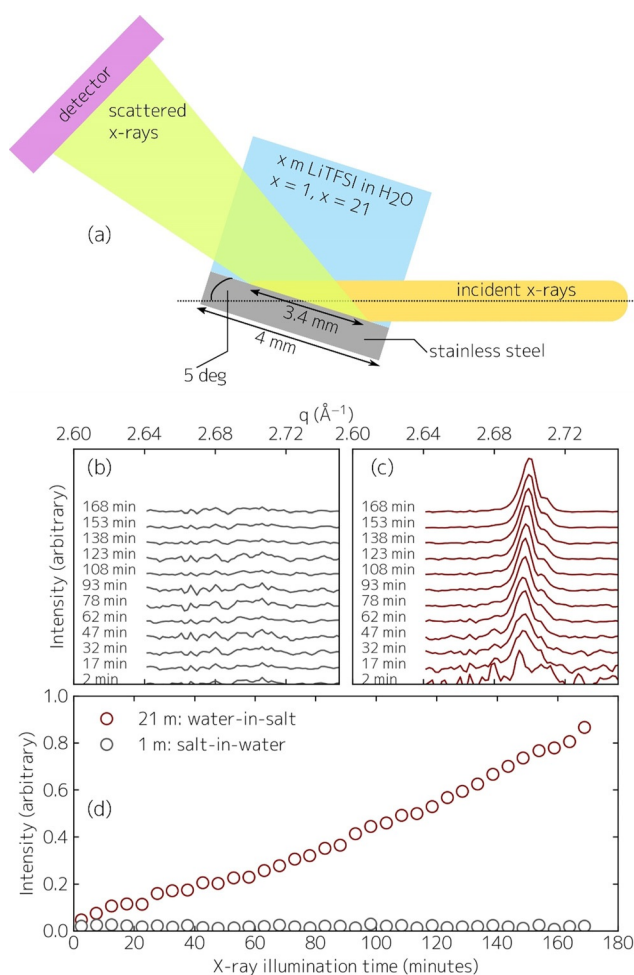 detector
scattered
x-rays
x m LiTFSI in H2O
x = 1, x = 21
(a)
incident x-rays
3.4 mm
4 mm
stainless steel
5 deg
q (Å−1)
2.60 2.64 2.68 2.72 2.60 2.64 2.68 2.72
(b) (c)
Intensity (arbitrary)
168 min 168 min
153 min 153 min
138 min 138 min
123 min 123 min
108 min 108 min
93 min 93 min
78 min 78 min
62 min 62 min
47 min 47 min
32 min 32 min
17 min 17 min
2 min 2 min
1.0
0.8
0.6
0.4
0.2
0.0
Intensity (arbitrary)
21 m: water-in-salt
1 m: salt-in-water
(d)
0 20 40 60 80 100 120 140 160 180
X-ray illumination time (minutes)